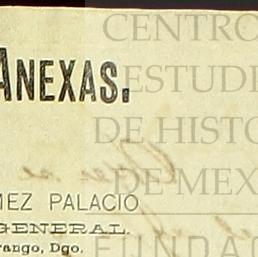 CENTRO
ANEXAS.
ESTUDI
DE HISTO
DE MEX
MEZ PALACIO
GENERAL.
rango, Dgo.
FUNDAC